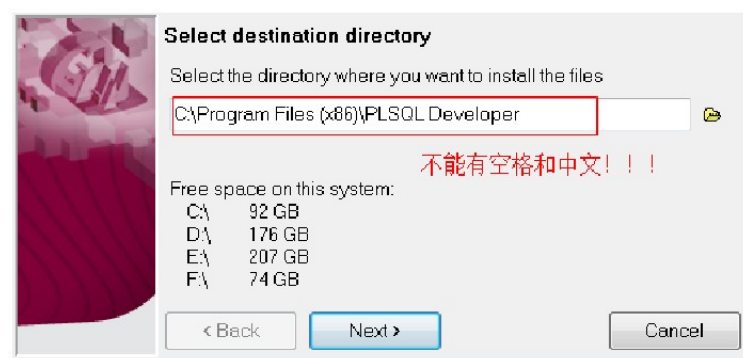 Select destination directory
Select the directory where you want to install the files
C:\Program Files (x86)\PLSQL Developer
不能有空格和中文！！！
Free space on this system:
C:\ 92 GB
D:\ 176 GB
E:\ 207 GB
F:\ 74 GB
< Back
Next >
Cancel